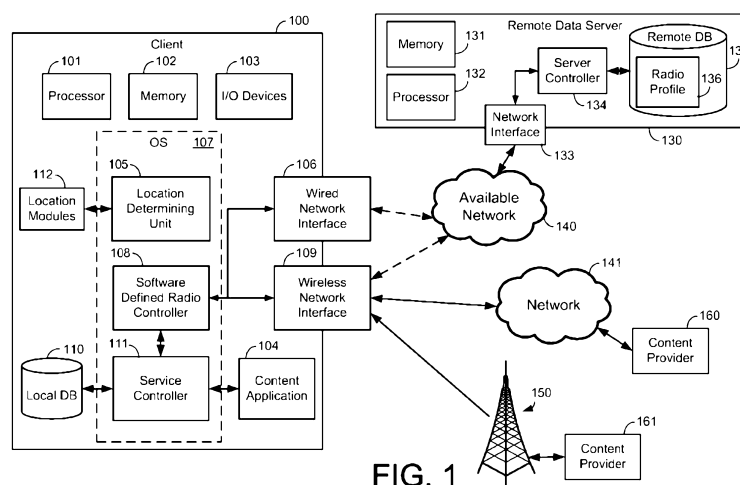 100
Client
101
Processor
102
Memory
103
I/O Devices
OS 107
112
Location
Modules
105
Location
Determining
Unit
106
Wired
Network
Interface
108
Software
Defined Radio
Controller
109
Wireless
Network
Interface
110
Local DB
111
Service
Controller
104
Content
Application
Remote Data Server
Memory
131
Processor
132
Server
Controller
134
Remote DB
Radio
Profile
136
Network
Interface
133
130
Available
Network
140
141
Network
160
Content
Provider
150
161
Content
Provider
FIG. 1